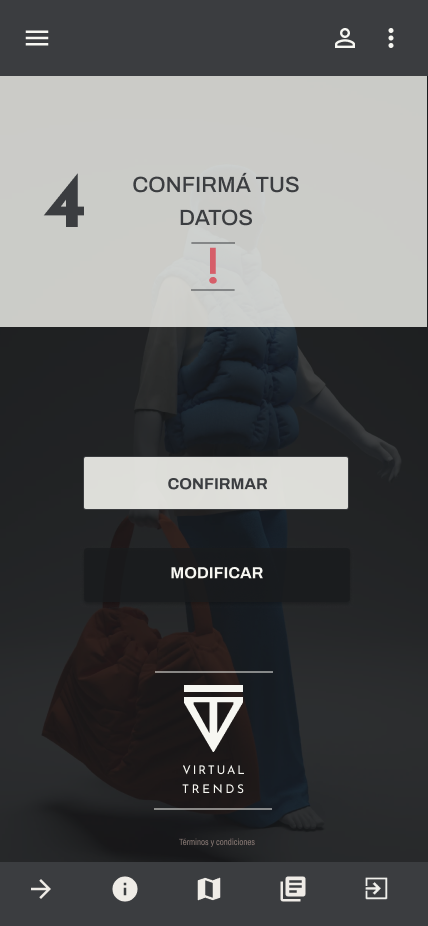 4
CONFIRMÁ TUS
DATOS
!
CONFIRMAR
MODIFICAR
VIRTUAL
TRENDS
Términos y condiciones